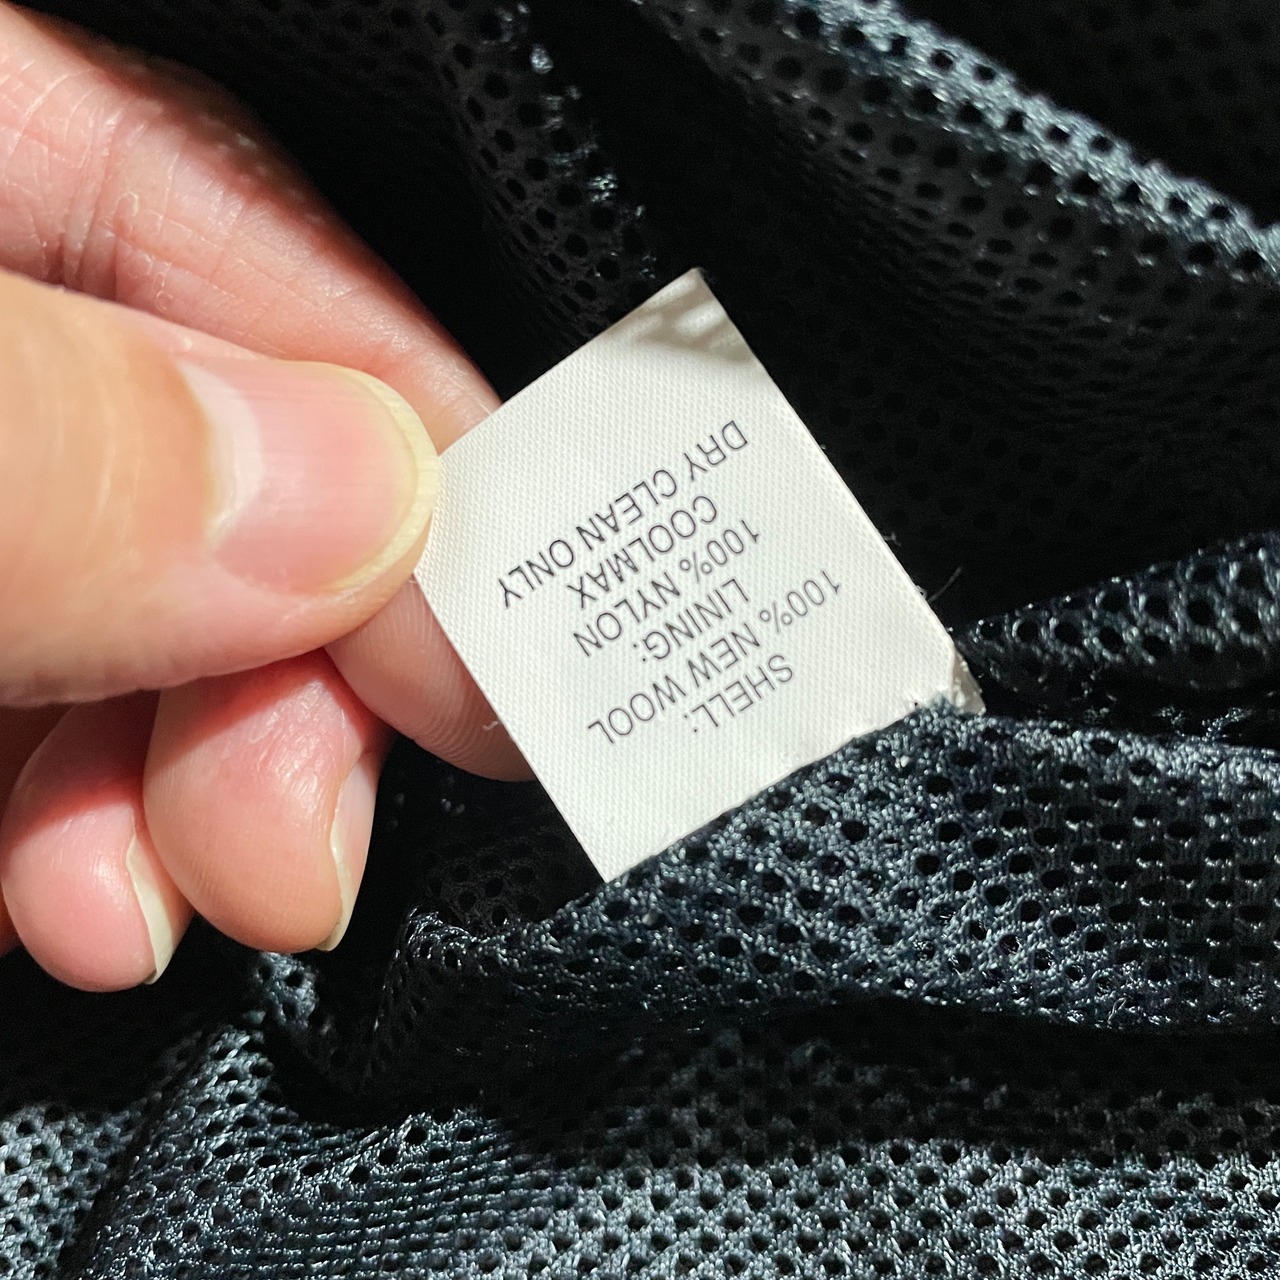 SHELL:
100% NEW WOOL
LINING:
100% NYLON
COOLMAX
DRY CLEAN ONLY